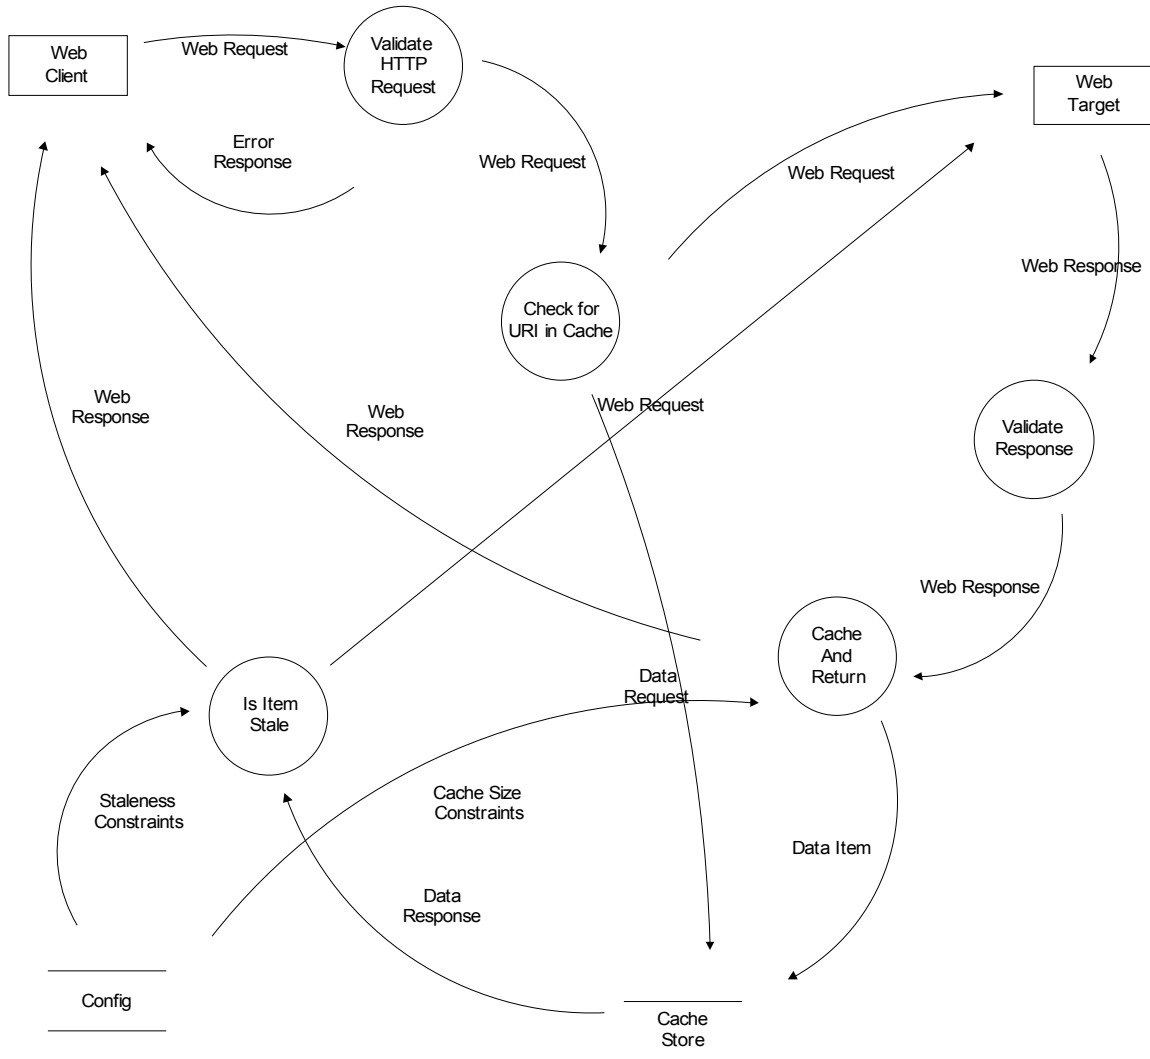 Web
Client
Web Request
Validate
HTTP
Request
Web
Target
Error
Response
Web Request
Web Request
Web Response
Check for
URI in Cache
Web
Response
Web
Response
Web Request
Validate
Response
Web Response
Cache
And
Return
Is Item
Stale
Data
Request
Staleness
Constraints
Cache Size
Constraints
Data Item
Data
Response
Config
Cache
Store